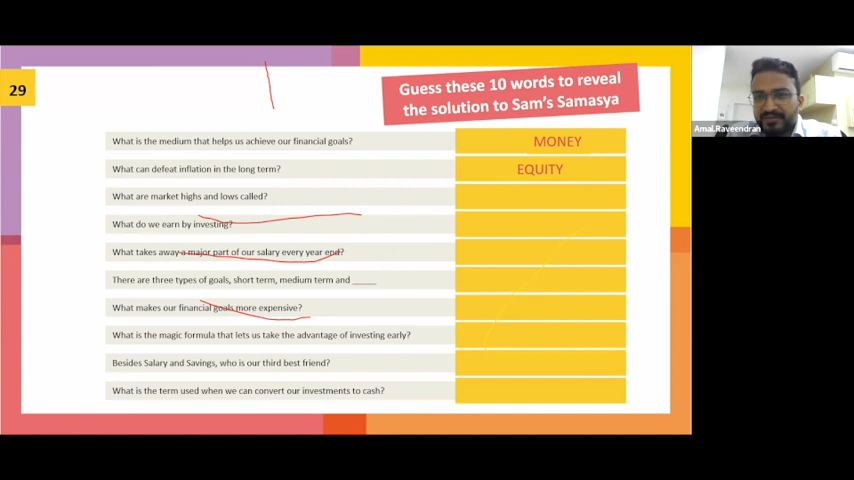 29
Guess these 10 words to reveal
the solution to Sam's Samasya
What is the medium that helps us achieve our financial goals?
MONEY
What can defeat inflation in the long term?
EQUITY
What are market highs and lows called?
What do we earn by investing?
What takes away a major part of our salary every year end?
There are three types of goals, short term, medium term and _____
What makes our financial goals more expensive?
What is the magic formula that lets us take the advantage of investing early?
Besides Salary and Savings, who is our third best friend?
What is the term used when we can convert our investments to cash?
Amal.Raveendran